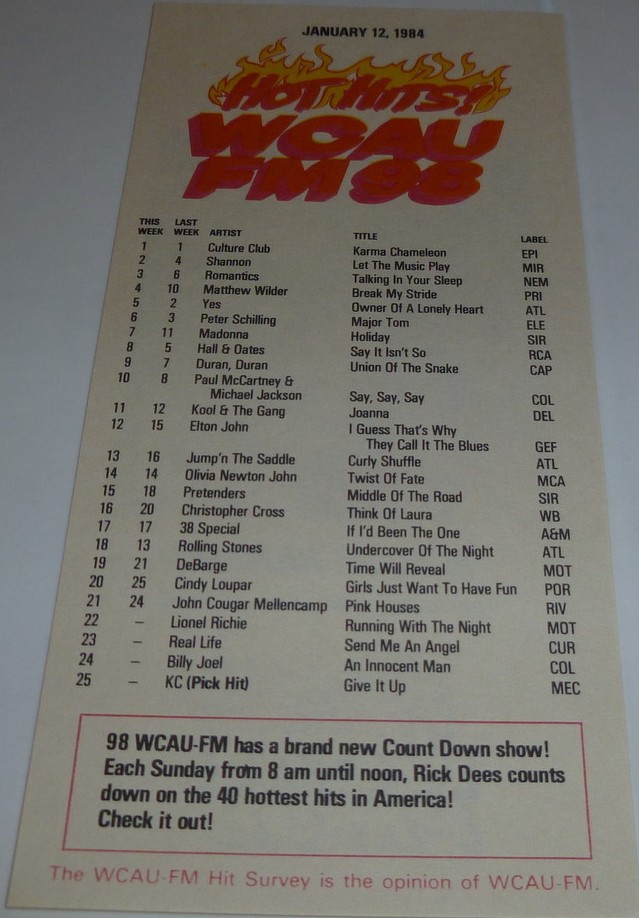 JANUARY 12, 1984
HOT HITS!
WCAU
FM 98
THIS WEEK LAST WEEK ARTIST TITLE LABEL
1 1 Culture Club Karma Chameleon EPI
2 4 Shannon Let The Music Play MIR
3 6 Romantics Talking In Your Sleep NEM
4 10 Matthew Wilder Break My Stride PRI
5 2 Yes Owner Of A Lonely Heart ATL
6 3 Peter Schilling Major Tom ELE
7 11 Madonna Holiday SIR
8 5 Hall & Oates Say It Isn't So RCA
9 7 Duran, Duran Union Of The Snake CAP
10 8 Paul McCartney &
Michael Jackson Say, Say, Say COL
11 12 Kool & The Gang Joanna DEL
12 15 Elton John I Guess That's Why
They Call It The Blues GEF
13 16 Jump'n The Saddle Curly Shuffle ATL
14 14 Olivia Newton John Twist Of Fate MCA
15 18 Pretenders Middle Of The Road SIR
16 20 Christopher Cross Think Of Laura WB
17 17 38 Special If I'd Been The One A&M
18 13 Rolling Stones Undercover Of The Night ATL
19 21 DeBarge Time Will Reveal MOT
20 25 Cindy Loupar Girls Just Want To Have Fun POR
21 24 John Cougar Mellencamp Pink Houses RIV
22 – Lionel Richie Running With The Night MOT
23 – Real Life Send Me An Angel CUR
24 – Billy Joel An Innocent Man COL
25 – KC (Pick Hit) Give It Up MEC
98 WCAU-FM has a brand new Count Down show!
Each Sunday from 8 am until noon, Rick Dees counts
down on the 40 hottest hits in America!
Check it out!
The WCAU-FM Hit Survey is the opinion of WCAU-FM.